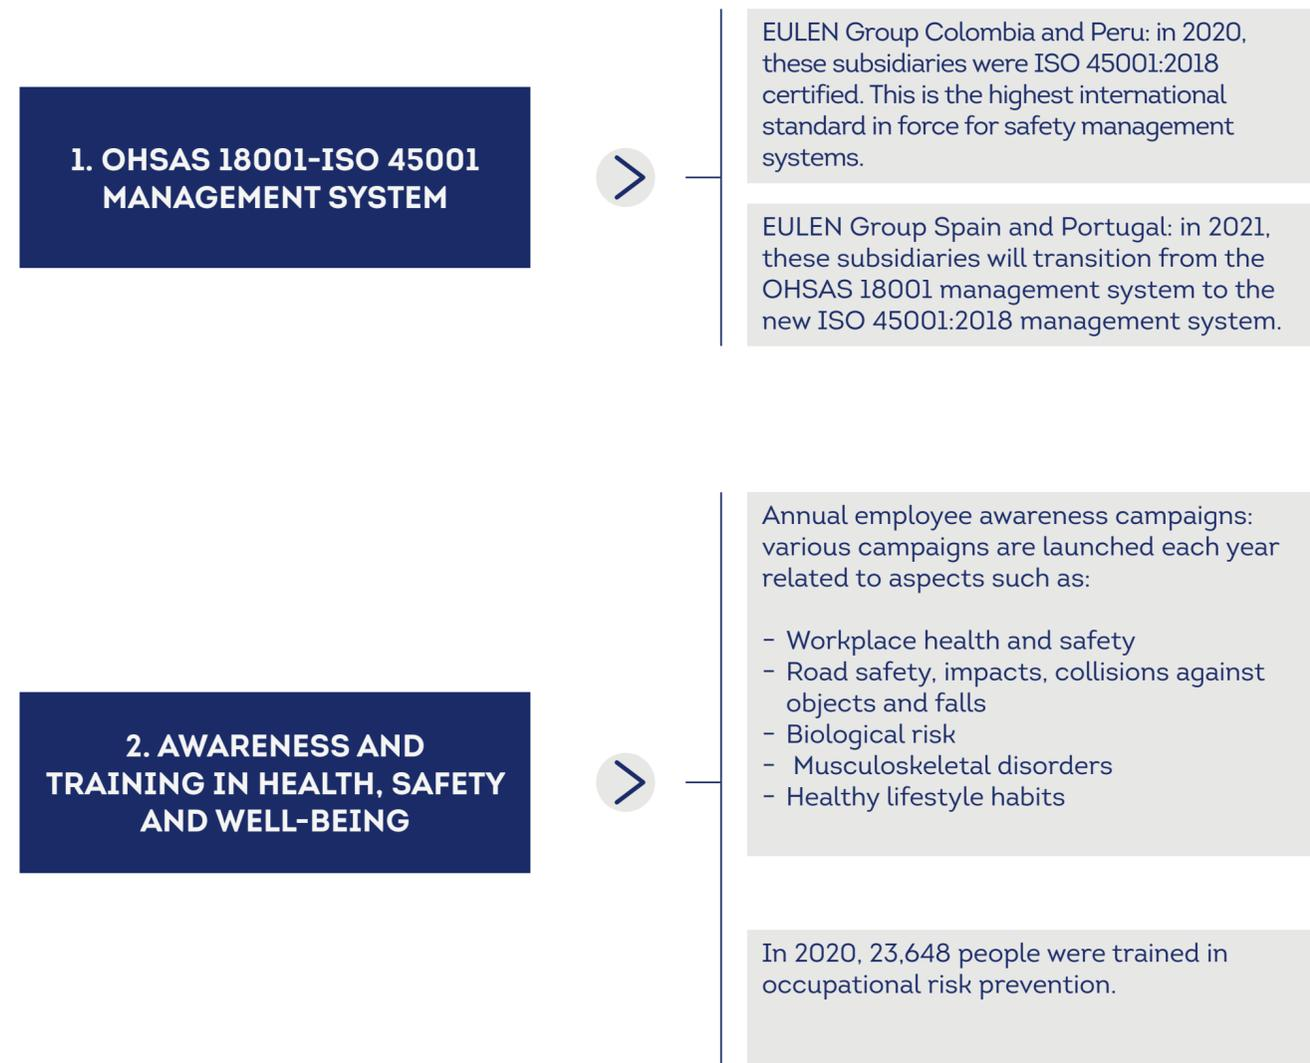 1. OHSAS 18001-ISO 45001
MANAGEMENT SYSTEM
EULEN Group Colombia and Peru: in 2020,
these subsidiaries were ISO 45001:2018
certified. This is the highest international
standard in force for safety management
systems.
EULEN Group Spain and Portugal: in 2021,
these subsidiaries will transition from the
OHSAS 18001 management system to the
new ISO 45001:2018 management system.
2. AWARENESS AND
TRAINING IN HEALTH, SAFETY
AND WELL-BEING
Annual employee awareness campaigns:
various campaigns are launched each year
related to aspects such as:
- Workplace health and safety
- Road safety, impacts, collisions against
objects and falls
- Biological risk
- Musculoskeletal disorders
- Healthy lifestyle habits
In 2020, 23,648 people were trained in
occupational risk prevention.